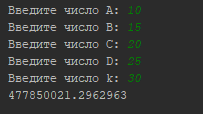 Введите число A: 10
Введите число B: 15
Введите число C: 20
Введите число D: 25
Введите число k: 30
477850021.2962963